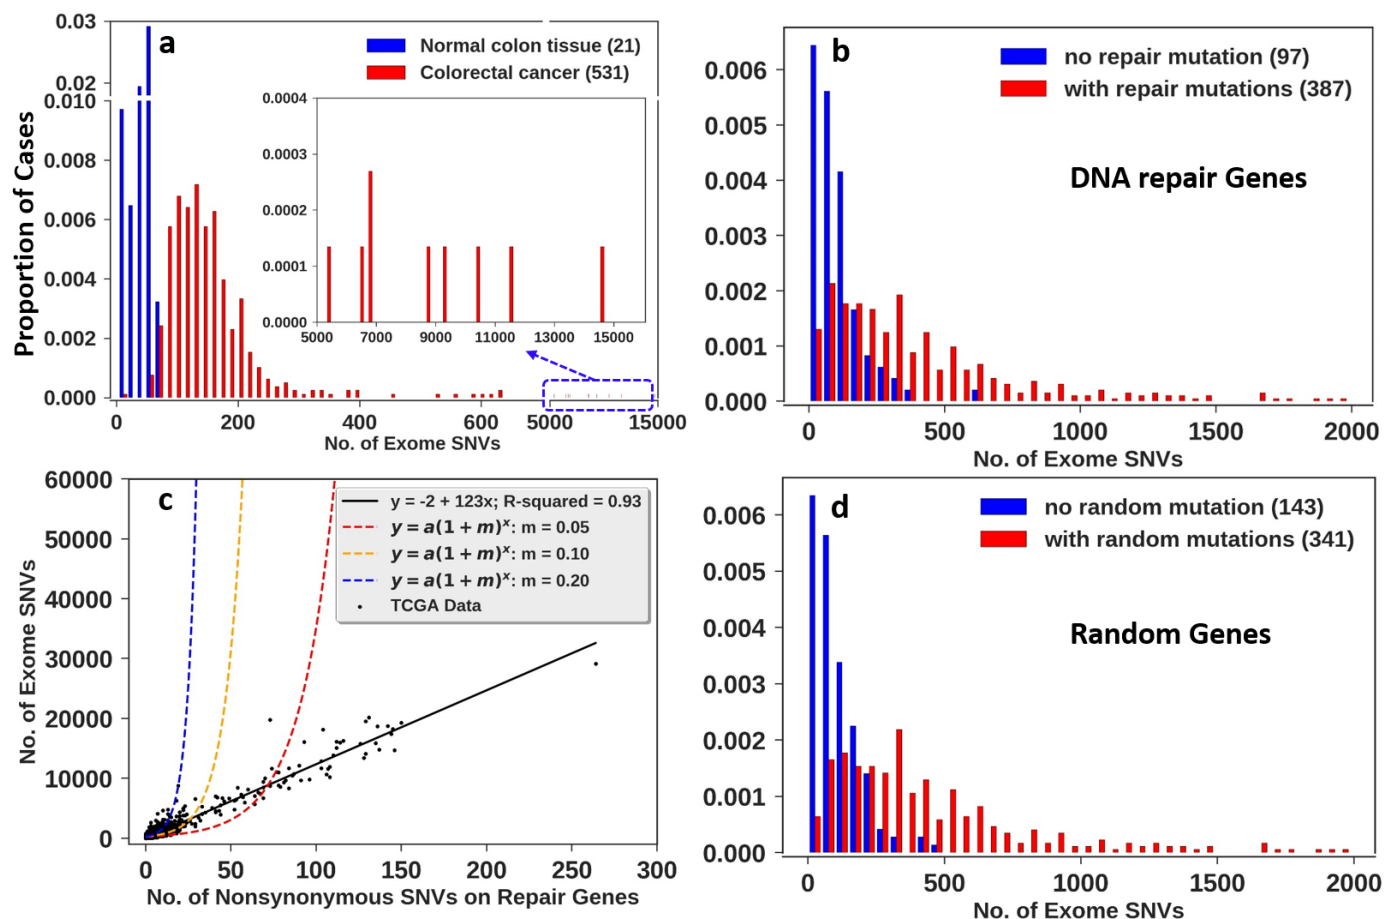 a
Normal colon tissue (21)
Colorectal cancer (531)
Proportion of Cases
0.03
0.02
0.010
0.008
0.006
0.004
0.002
0.000
0.0004
0.0003
0.0002
0.0001
0.0000
5000 7000 9000 11000 13000 15000
0 200 400 600 5000 15000
No. of Exome SNVs
b
no repair mutation (97)
with repair mutations (387)
DNA repair Genes
0.006
0.005
0.004
0.003
0.002
0.001
0.000
0 500 1000 1500 2000
No. of Exome SNVs
c
y = -2 + 123x; R-squared = 0.93
y = a(1 + m)^x: m = 0.05
y = a(1 + m)^x: m = 0.10
y = a(1 + m)^x: m = 0.20
TCGA Data
No. of Exome SNVs
60000
50000
40000
30000
20000
10000
0
0 50 100 150 200 250 300
No. of Nonsynonymous SNVs on Repair Genes
d
no random mutation (143)
with random mutations (341)
Random Genes
0.006
0.005
0.004
0.003
0.002
0.001
0.000
0 500 1000 1500 2000
No. of Exome SNVs